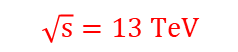 √s = 13 TeV